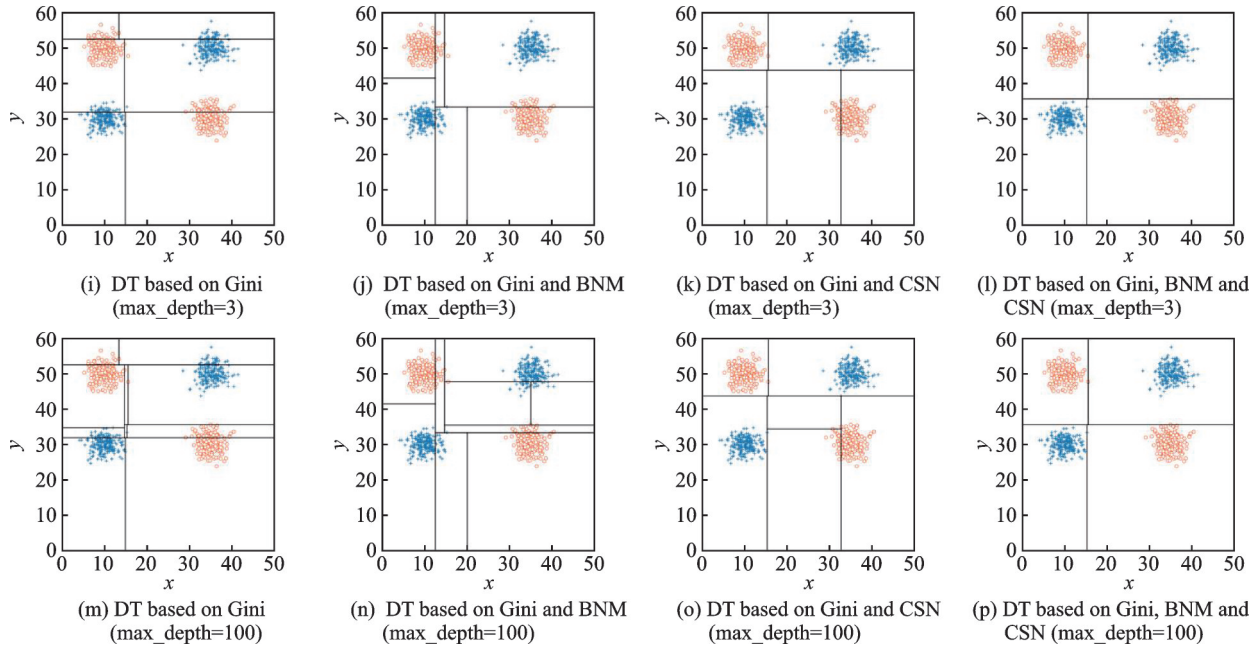 60 60 60 60
50 50 50 50
40 40 40 40
y y y y
30 30 30 30
20 20 20 20
10 10 10 10
0 0 0 0
0 10 20 30 40 50 0 10 20 30 40 50 0 10 20 30 40 50 0 10 20 30 40 50
x x x x
(i) DT based on Gini (j) DT based on Gini and BNM (k) DT based on Gini and CSN (l) DT based on Gini, BNM and
(max_depth=3) (max_depth=3) (max_depth=3) CSN (max_depth=3)
60 60 60 60
50 50 50 50
40 40 40 40
y y y y
30 30 30 30
20 20 20 20
10 10 10 10
0 0 0 0
0 10 20 30 40 50 0 10 20 30 40 50 0 10 20 30 40 50 0 10 20 30 40 50
x x x x
(m) DT based on Gini (n) DT based on Gini and BNM (o) DT based on Gini and CSN (p) DT based on Gini, BNM and
(max_depth=100) (max_depth=100) (max_depth=100) CSN (max_depth=100)